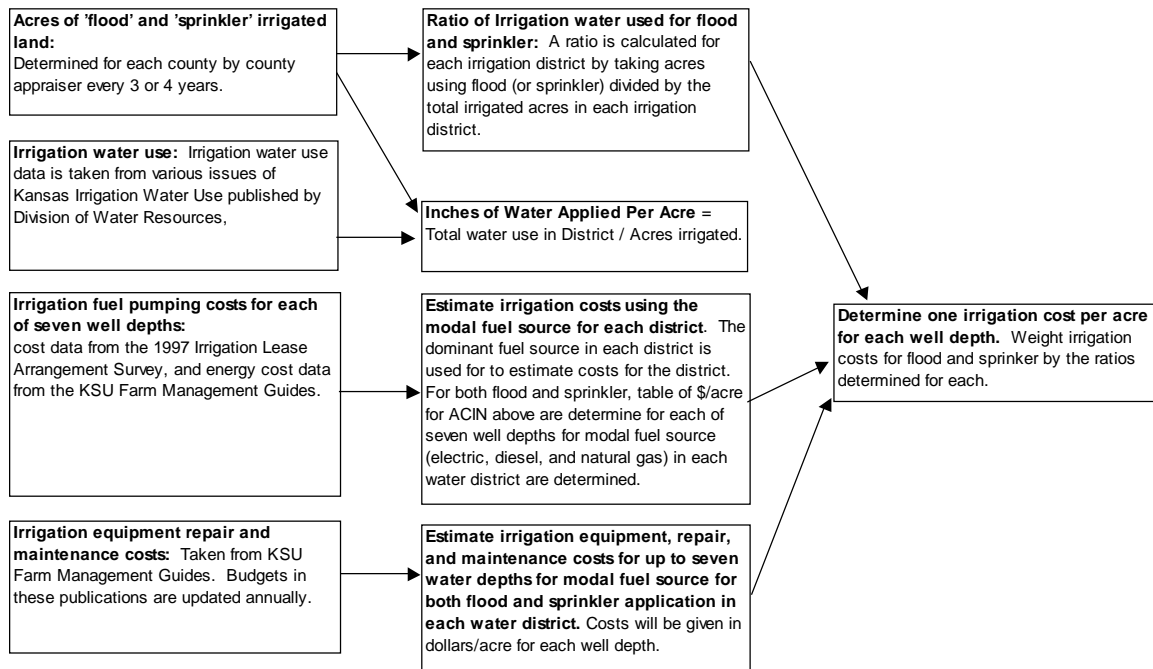 Acres of 'flood' and 'sprinkler' irrigated
land:
Determined for each county by county
appraiser every 3 or 4 years.
Irrigation water use: Irrigation water use
data is taken from various issues of
Kansas Irrigation Water Use published by
Division of Water Resources,
Irrigation fuel pumping costs for each
of seven well depths:
cost data from the 1997 Irrigation Lease
Arrangement Survey, and energy cost data
from the KSU Farm Management Guides.
Irrigation equipment repair and
maintenance costs: Taken from KSU
Farm Management Guides. Budgets in
these publications are updated annually.
Ratio of Irrigation water used for flood
and sprinkler: A ratio is calculated for
each irrigation district by taking acres
using flood (or sprinkler) divided by the
total irrigated acres in each irrigation
district.
Inches of Water Applied Per Acre =
Total water use in District / Acres irrigated.
Estimate irrigation costs using the
modal fuel source for each district. The
dominant fuel source in each district is
used for to estimate costs for the district.
For both flood and sprinkler, table of $/acre
for ACIN above are determine for each of
seven well depths for modal fuel source
(electric, diesel, and natural gas) in each
water district are determined.
Estimate irrigation equipment, repair,
and maintenance costs for up to seven
water depths for modal fuel source for
both flood and sprinkler application in
each water district. Costs will be given in
dollars/acre for each well depth.
Determine one irrigation cost per acre
for each well depth. Weight irrigation
costs for flood and sprinker by the ratios
determined for each.